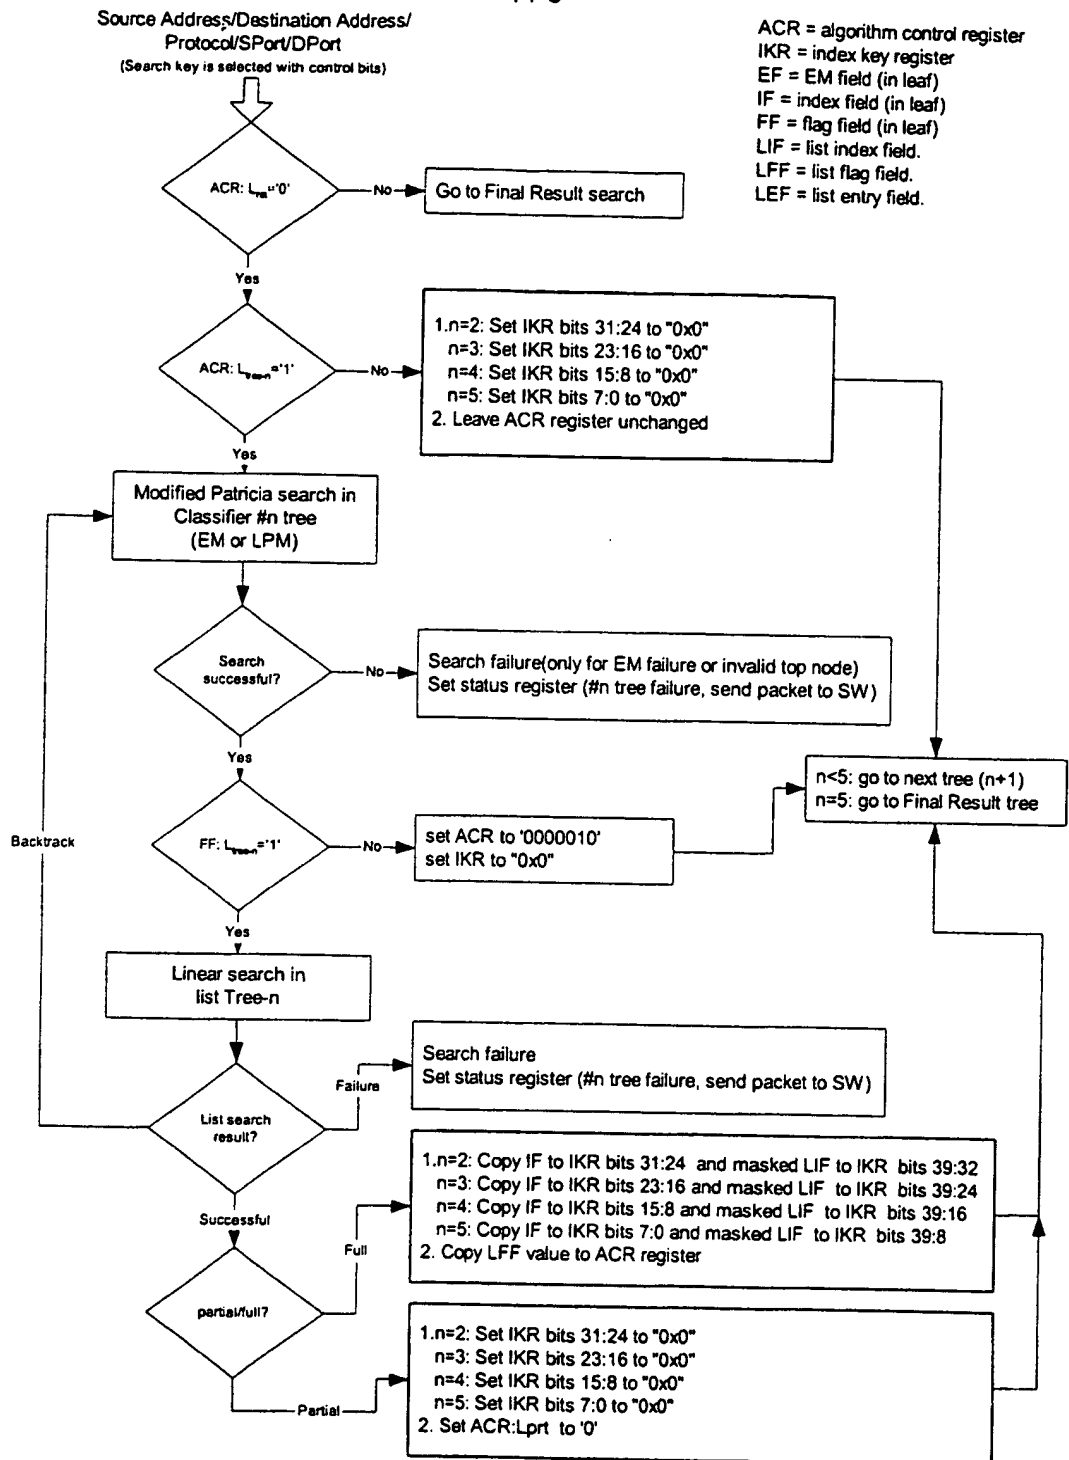 Source Address/Destination Address/
Protocol/SPort/DPort
(Search key is selected with control bits)
ACR = algorithm control register
IKR = index key register
EF = EM field (in leaf)
IF = index field (in leaf)
FF = flag field (in leaf)
LIF = list index field.
LFF = list flag field.
LEF = list entry field.
ACR: L ='0'
No
Go to Final Result search
Yes
ACR: Ltree-n='1'
No
1.n=2: Set IKR bits 31:24 to "0x0"
n=3: Set IKR bits 23:16 to "0x0"
n=4: Set IKR bits 15:8 to "0x0"
n=5: Set IKR bits 7:0 to "0x0"
2. Leave ACR register unchanged
Yes
Modified Patricia search in
Classifier #n tree
(EM or LPM)
Search
successful?
No
Search failure(only for EM failure or invalid top node)
Set status register (#n tree failure, send packet to SW)
Yes
n<5: go to next tree (n+1)
n=5: go to Final Result tree
Backtrack
FF: Ltree-n='1'
No
set ACR to '0000010'
set IKR to "0x0"
Yes
Linear search in
list Tree-n
List search
result?
Failure
Search failure
Set status register (#n tree failure, send packet to SW)
Successful
partial/full?
Full
1.n=2: Copy IF to IKR bits 31:24 and masked LIF to IKR bits 39:32
n=3: Copy IF to IKR bits 23:16 and masked LIF to IKR bits 39:24
n=4: Copy IF to IKR bits 15:8 and masked LIF to IKR bits 39:16
n=5: Copy IF to IKR bits 7:0 and masked LIF to IKR bits 39:8
2. Copy LFF value to ACR register
Partial
1.n=2: Set IKR bits 31:24 to "0x0"
n=3: Set IKR bits 23:16 to "0x0"
n=4: Set IKR bits 15:8 to "0x0"
n=5: Set IKR bits 7:0 to "0x0"
2. Set ACR:Lprt to '0'